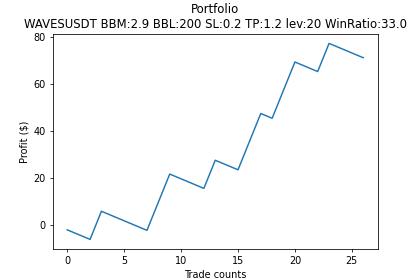 Portfolio
WAVESUSDT BBM:2.9 BBL:200 SL:0.2 TP:1.2 lev:20 WinRatio:33.0
80
60
40
20
0
Profit ($)
0 5 10 15 20 25
Trade counts